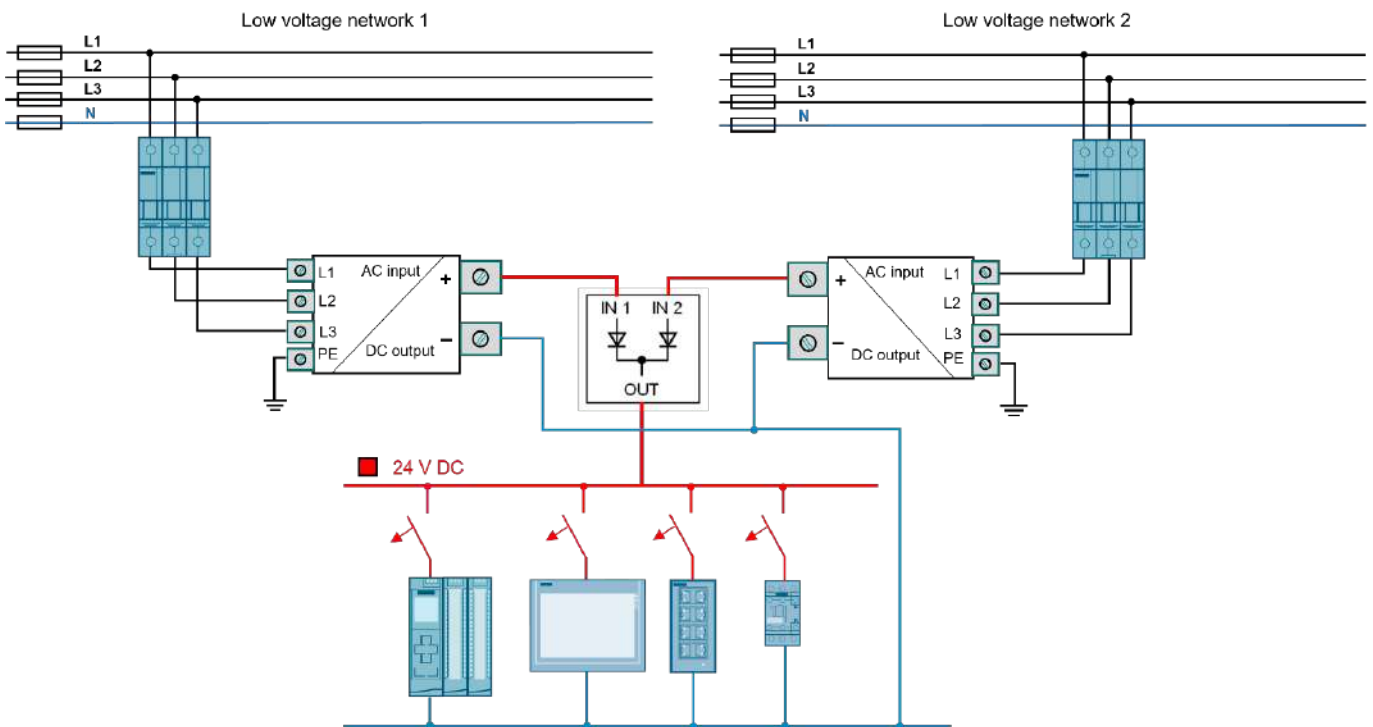 Low voltage network 1
Low voltage network 2
L1
L2
L3
N
L1
L2
L3
N
L1
L2
L3
PE
AC input
DC output
+
−
IN 1 IN 2
OUT
+
−
AC input
DC output
L1
L2
L3
PE
24 V DC